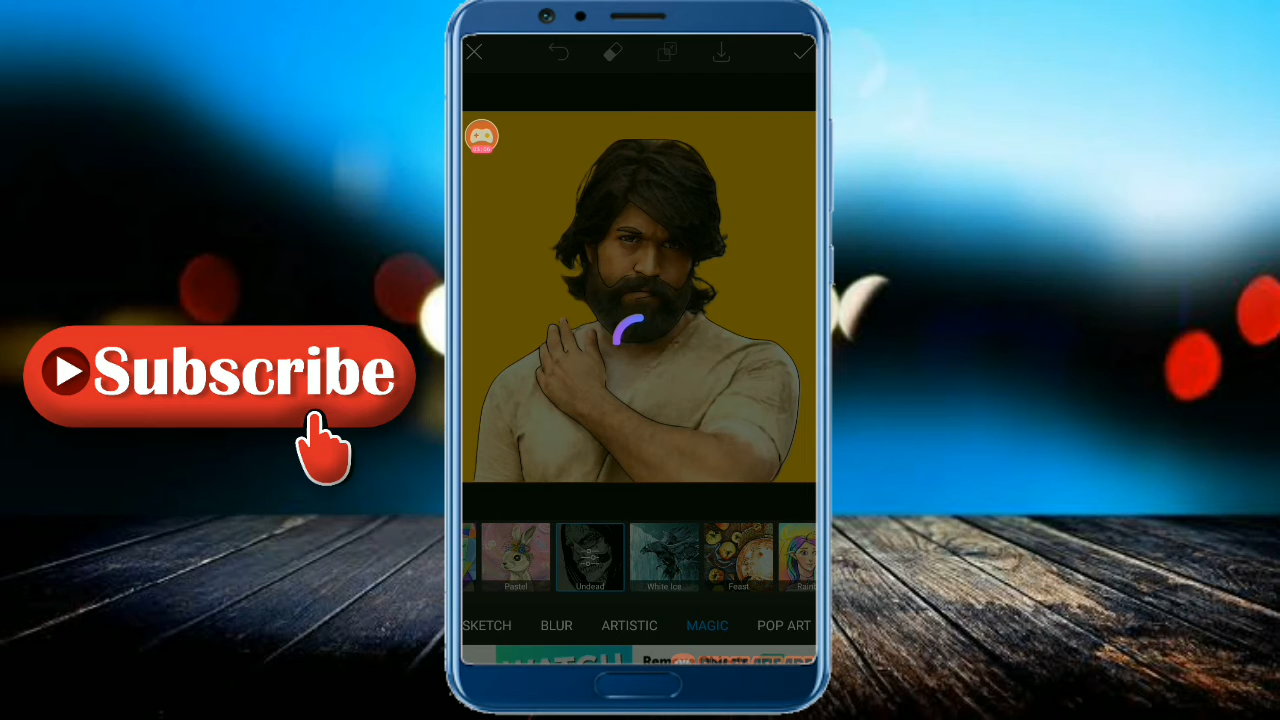 Subscribe
Pastel
Undead
White Ice
Feast
SKETCH
BLUR
ARTISTIC
MAGIC
POP ART